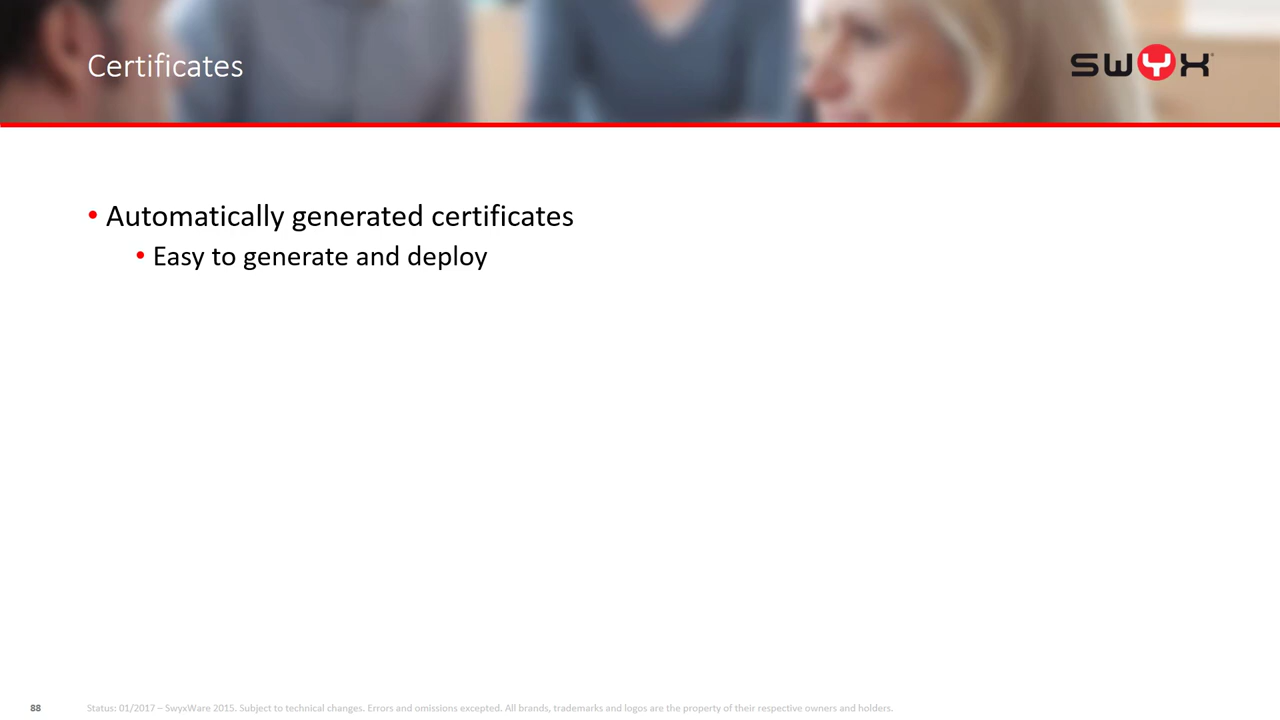 Certificates
SWYX
• Automatically generated certificates
• Easy to generate and deploy
88
Status: 01/2017 – SwyxWare 2015. Subject to technical changes. Errors and omissions excepted. All brands, trademarks and logos are the property of their respective owners and holders.